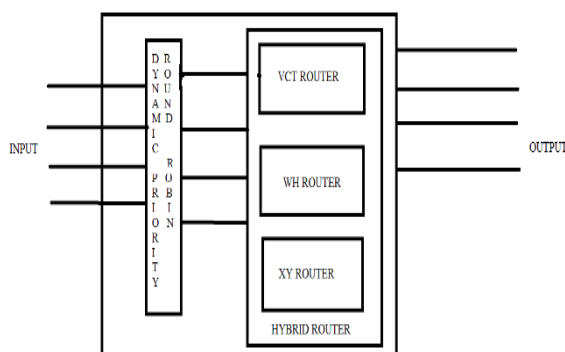 INPUT
DYNAMIC PRIORITY
ROUND ROBIN
VCT ROUTER
WH ROUTER
XY ROUTER
HYBRID ROUTER
OUTPUT